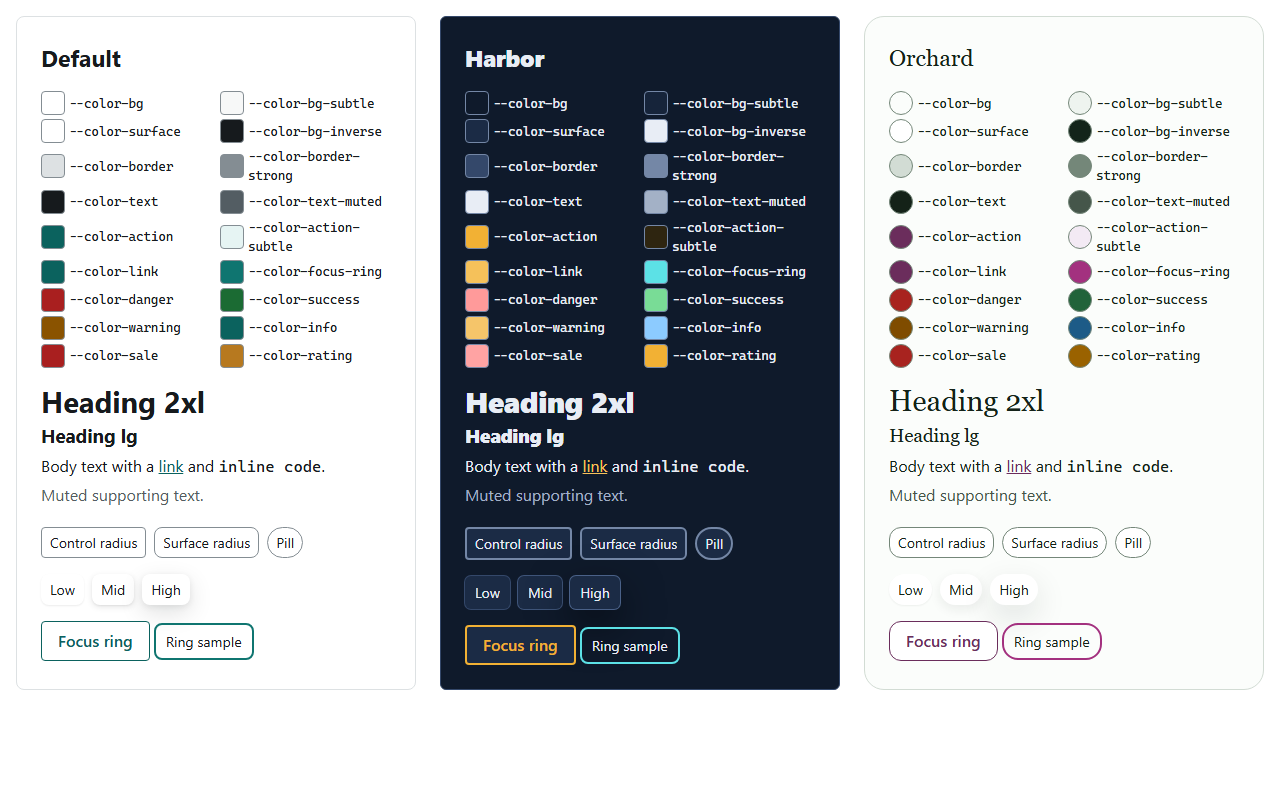 Default
--color-bg
--color-bg-subtle
--color-surface
--color-bg-inverse
--color-border
--color-border-
strong
--color-text
--color-text-muted
--color-action
--color-action-
subtle
--color-link
--color-focus-ring
--color-danger
--color-success
--color-warning
--color-info
--color-sale
--color-rating
Heading 2xl
Heading lg
Body text with a link and inline code.
Muted supporting text.
Control radius
Surface radius
Pill
Low
Mid
High
Focus ring
Ring sample
Harbor
--color-bg
--color-bg-subtle
--color-surface
--color-bg-inverse
--color-border
--color-border-
strong
--color-text
--color-text-muted
--color-action
--color-action-
subtle
--color-link
--color-focus-ring
--color-danger
--color-success
--color-warning
--color-info
--color-sale
--color-rating
Heading 2xl
Heading lg
Body text with a link and inline code.
Muted supporting text.
Control radius
Surface radius
Pill
Low
Mid
High
Focus ring
Ring sample
Orchard
--color-bg
--color-bg-subtle
--color-surface
--color-bg-inverse
--color-border
--color-border-
strong
--color-text
--color-text-muted
--color-action
--color-action-
subtle
--color-link
--color-focus-ring
--color-danger
--color-success
--color-warning
--color-info
--color-sale
--color-rating
Heading 2xl
Heading lg
Body text with a link and inline code.
Muted supporting text.
Control radius
Surface radius
Pill
Low
Mid
High
Focus ring
Ring sample